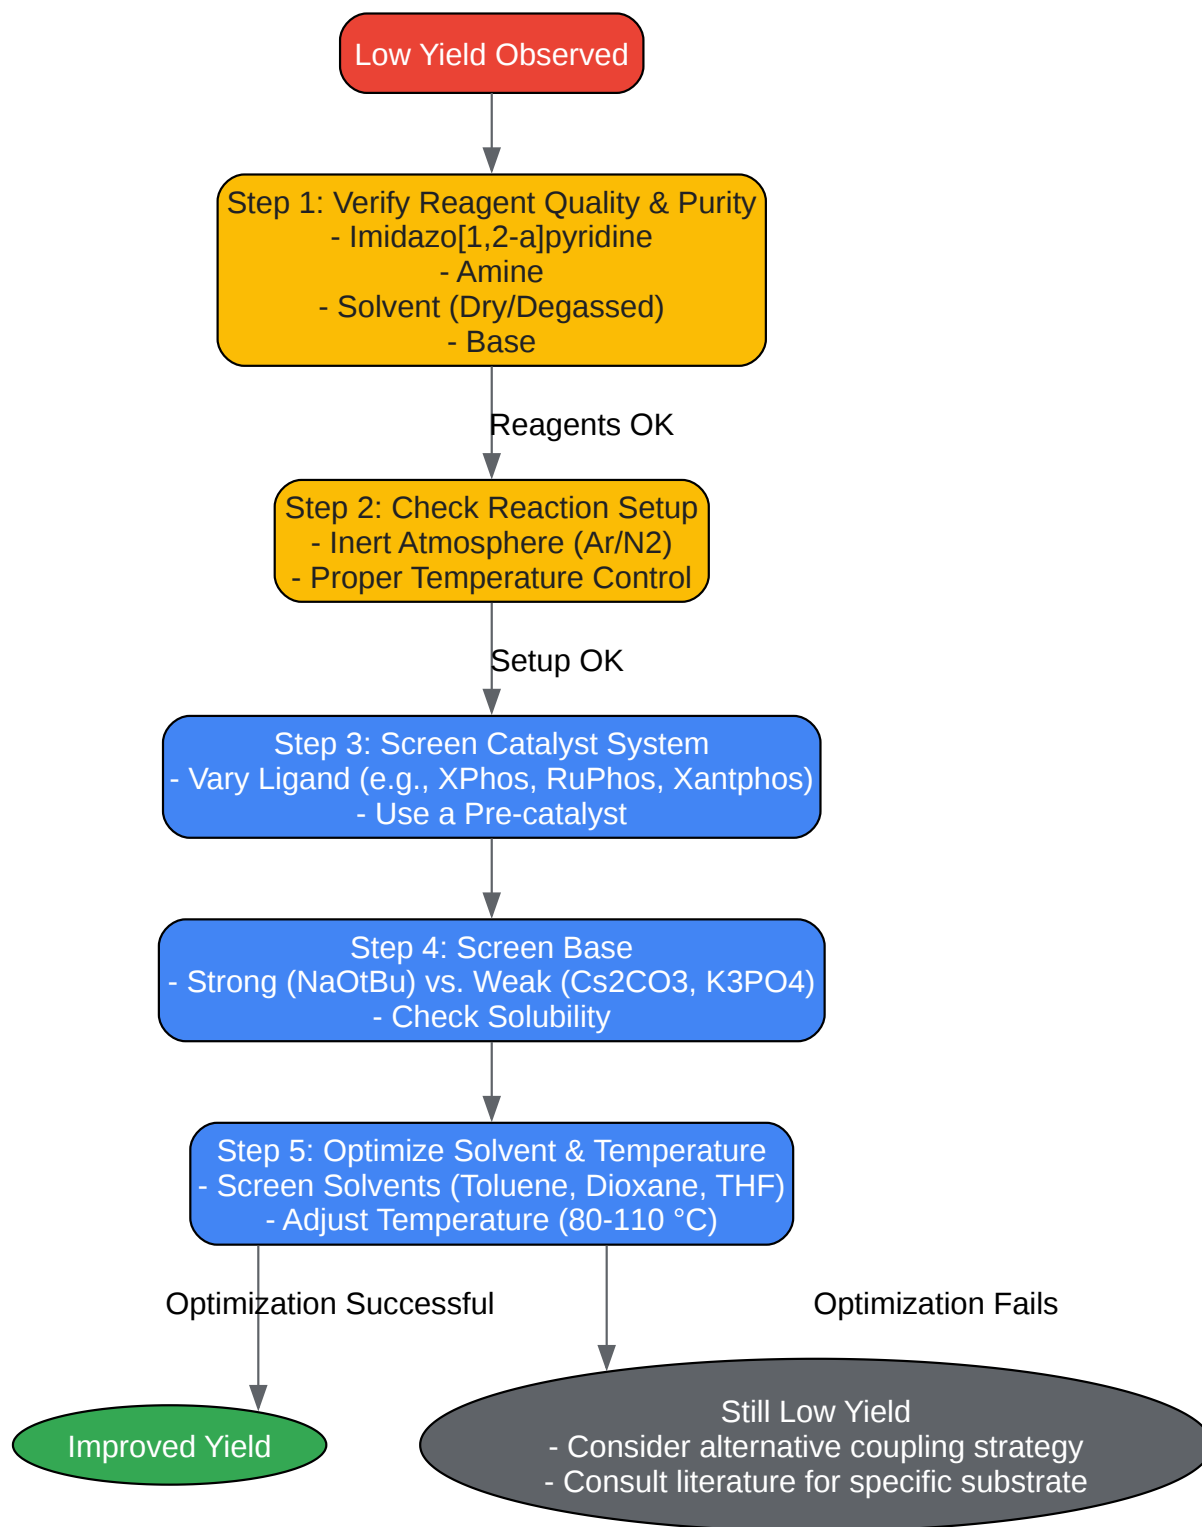 Low Yield Observed
Step 1: Verify Reagent Quality & Purity
- Imidazo[1,2-a]pyridine
- Amine
- Solvent (Dry/Degassed)
- Base
Reagents OK
Step 2: Check Reaction Setup
- Inert Atmosphere (Ar/N2)
- Proper Temperature Control
Setup OK
Step 3: Screen Catalyst System
- Vary Ligand (e.g., XPhos, RuPhos, Xantphos)
- Use a Pre-catalyst
Step 4: Screen Base
- Strong (NaOtBu) vs. Weak (Cs2CO3, K3PO4)
- Check Solubility
Step 5: Optimize Solvent & Temperature
- Screen Solvents (Toluene, Dioxane, THF)
- Adjust Temperature (80-110 °C)
Optimization Successful
Optimization Fails
Improved Yield
Still Low Yield
- Consider alternative coupling strategy
- Consult literature for specific substrate